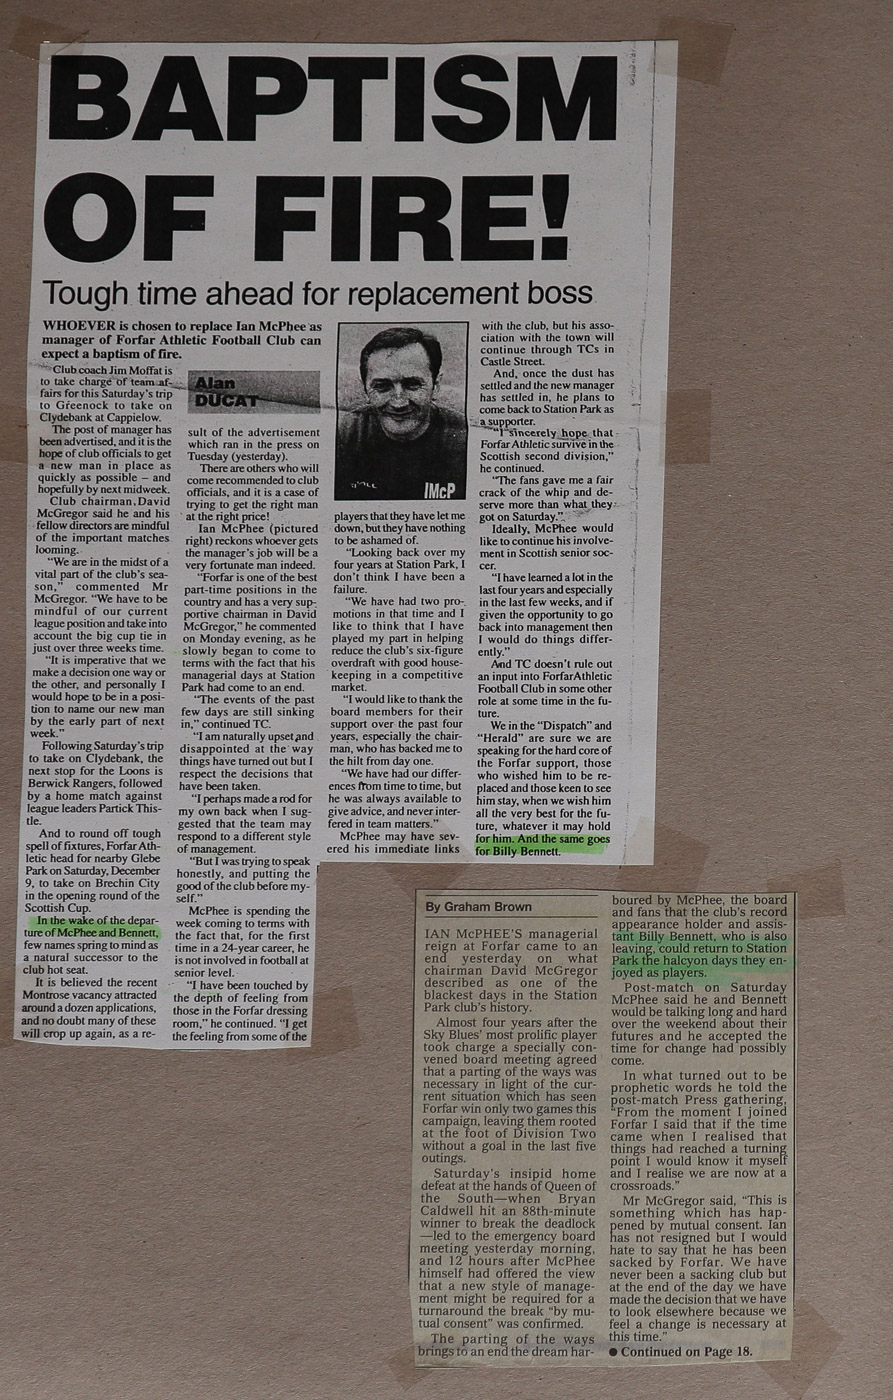 BAPTISM
OF FIRE!
Tough time ahead for replacement boss
WHOEVER is chosen to replace Ian McPhee as
manager of Forfar Athletic Football Club can
expect a baptism of fire.
Club coach Jim Moffat is
to take charge of team af-
fairs for this Saturday's trip
to Greenock to take on
Clydebank at Cappielow.
The post of manager has
been advertised, and it is the
hope of club officials to get
a new man in place as
quickly as possible – and
hopefully by next midweek.
Club chairman, David
McGregor said he and his
fellow directors are mindful
of the important matches
looming.
"We are in the midst of a
vital part of the club's sea-
son," commented Mr
McGregor. "We have to be
mindful of our current
league position and take into
account the big cup tie in
just over three weeks time.
"It is imperative that we
make a decision one way or
the other, and personally I
would hope to be in a posi-
tion to name our new man
by the early part of next
week."
Following Saturday's trip
to take on Clydebank, the
next stop for the Loons is
Berwick Rangers, followed
by a home match against
league leaders Partick This-
tle.
And to round off tough
spell of fixtures, Forfar Ath-
letic head for nearby Glebe
Park on Saturday, December
9, to take on Brechin City
in the opening round of the
Scottish Cup.
In the wake of the depar-
ture of McPhee and Bennett,
few names spring to mind as
a natural successor to the
club hot seat.
It is believed the recent
Montrose vacancy attracted
around a dozen applications,
and no doubt many of these
will crop up again, as a re-
Alan
DUCAT
sult of the advertisement
which ran in the press on
Tuesday (yesterday).
There are others who will
come recommended to club
officials, and it is a case of
trying to get the right man
at the right price!
Ian McPhee (pictured
right) reckons whoever gets
the manager's job will be a
very fortunate man indeed.
"Forfar is one of the best
part-time positions in the
country and has a very sup-
portive chairman in David
McGregor," he commented
on Monday evening, as he
slowly began to come to
terms with the fact that his
managerial days at Station
Park had come to an end.
"The events of the past
few days are still sinking
in," continued TC.
"I am naturally upset and
disappointed at the way
things have turned out but I
respect the decisions that
have been taken.
"I perhaps made a rod for
my own back when I sug-
gested that the team may
respond to a different style
of management.
"But I was trying to speak
honestly, and putting the
good of the club before my-
self."
McPhee is spending the
week coming to terms with
the fact that, for the first
time in a 24-year career, he
is not involved in football at
senior level.
"I have been touched by
the depth of feeling from
those in the Forfar dressing
room," he continued. "I get
the feeling from some of the
IMcP
players that they have let me
down, but they have nothing
to be ashamed of.
"Looking back over my
four years at Station Park, I
don't think I have been a
failure.
"We have had two pro-
motions in that time and I
like to think that I have
played my part in helping
reduce the club's six-figure
overdraft with good house-
keeping in a competitive
market.
"I would like to thank the
board members for their
support over the past four
years, especially the chair-
man, who has backed me to
the hilt from day one.
"We have had our differ-
ences from time to time, but
he was always available to
give advice, and never inter-
fered in team matters."
McPhee may have sev-
ered his immediate links
with the club, but his asso-
ciation with the town will
continue through TCs in
Castle Street.
And, once the dust has
settled and the new manager
has settled in, he plans to
come back to Station Park as
a supporter.
"I sincerely hope that
Forfar Athletic survive in the
Scottish second division,"
he continued.
"The fans gave me a fair
crack of the whip and de-
serve more than what they
got on Saturday."
Ideally, McPhee would
like to continue his involve-
ment in Scottish senior soc-
cer.
"I have learned a lot in the
last four years and especially
in the last few weeks, and if
given the opportunity to go
back into management then
I would do things differ-
ently."
And TC doesn't rule out
an input into ForfarAthletic
Football Club in some other
role at some time in the fu-
ture.
We in the "Dispatch" and
"Herald" are sure we are
speaking for the hard core of
the Forfar support, those
who wished him to be re-
placed and those keen to see
him stay, when we wish him
all the very best for the fu-
ture, whatever it may hold
for him. And the same goes
for Billy Bennett.
By Graham Brown
IAN McPHEE'S managerial
reign at Forfar came to an
end yesterday on what
chairman David McGregor
described as one of the
blackest days in the Station
Park club's history.
Almost four years after the
Sky Blues' most prolific player
took charge a specially con-
vened board meeting agreed
that a parting of the ways was
necessary in light of the cur-
rent situation which has seen
Forfar win only two games this
campaign, leaving them rooted
at the foot of Division Two
without a goal in the last five
outings.
Saturday's insipid home
defeat at the hands of Queen of
the South—when Bryan
Caldwell hit an 88th-minute
winner to break the deadlock
—led to the emergency board
meeting yesterday morning,
and 12 hours after McPhee
himself had offered the view
that a new style of manage-
ment might be required for a
turnaround the break "by mu-
tual consent" was confirmed.
The parting of the ways
brings to an end the dream har-
boured by McPhee, the board
and fans that the club's record
appearance holder and assis-
tant Billy Bennett, who is also
leaving, could return to Station
Park the halcyon days they en-
joyed as players.
Post-match on Saturday
McPhee said he and Bennett
would be talking long and hard
over the weekend about their
futures and he accepted the
time for change had possibly
come.
In what turned out to be
prophetic words he told the
post-match Press gathering,
"From the moment I joined
Forfar I said that if the time
came when I realised that
things had reached a turning
point I would know it myself
and I realise we are now at a
crossroads."
Mr McGregor said, "This is
something which has hap-
pened by mutual consent. Ian
has not resigned but I would
hate to say that he has been
sacked by Forfar. We have
never been a sacking club but
at the end of the day we have
made the decision that we have
to look elsewhere because we
feel a change is necessary at
this time."
● Continued on Page 18.